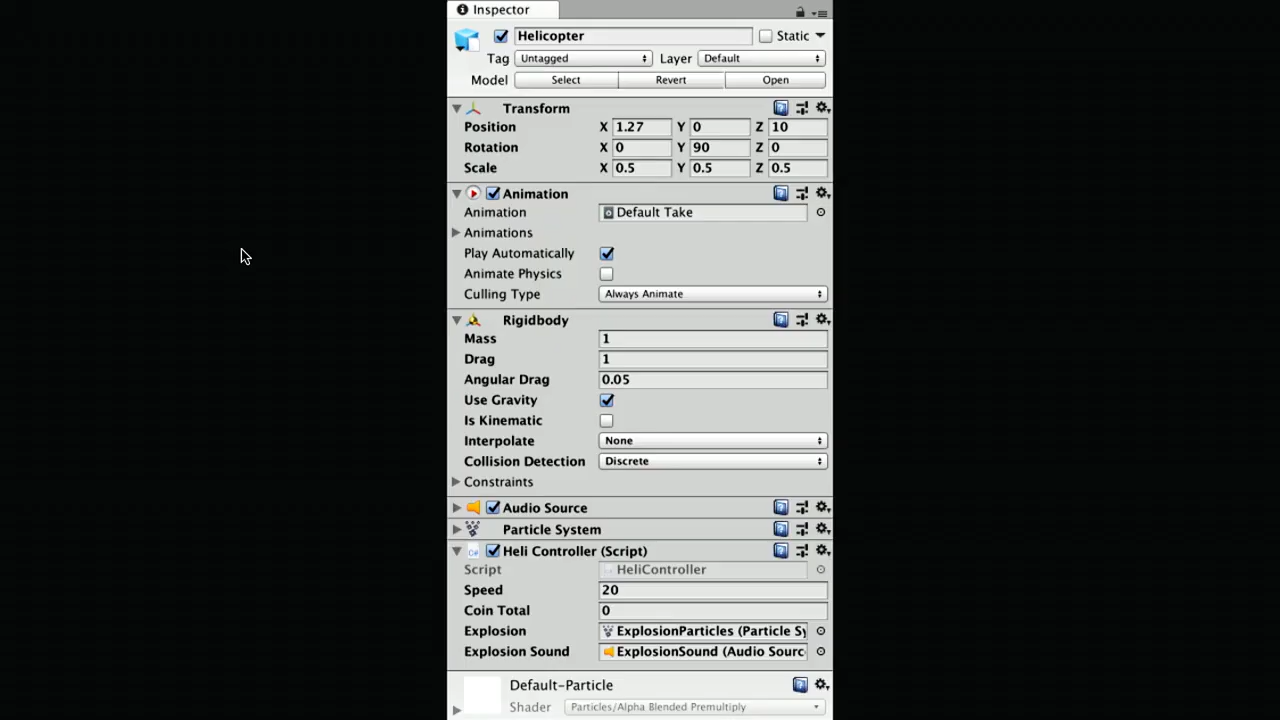 Inspector
Helicopter Static
Tag Untagged Layer Default
Model Select Revert Open
Transform
Position X 1.27 Y 0 Z 10
Rotation X 0 Y 90 Z 0
Scale X 0.5 Y 0.5 Z 0.5
Animation
Animation Default Take
Animations
Play Automatically
Animate Physics
Culling Type Always Animate
Rigidbody
Mass 1
Drag 1
Angular Drag 0.05
Use Gravity
Is Kinematic
Interpolate None
Collision Detection Discrete
Constraints
Audio Source
Particle System
C# Heli Controller (Script)
Script HeliController
Speed 20
Coin Total 0
Explosion ExplosionParticles (Particle Sy
Explosion Sound ExplosionSound (Audio Sourc
Default-Particle
Shader Particles/Alpha Blended Premultiply